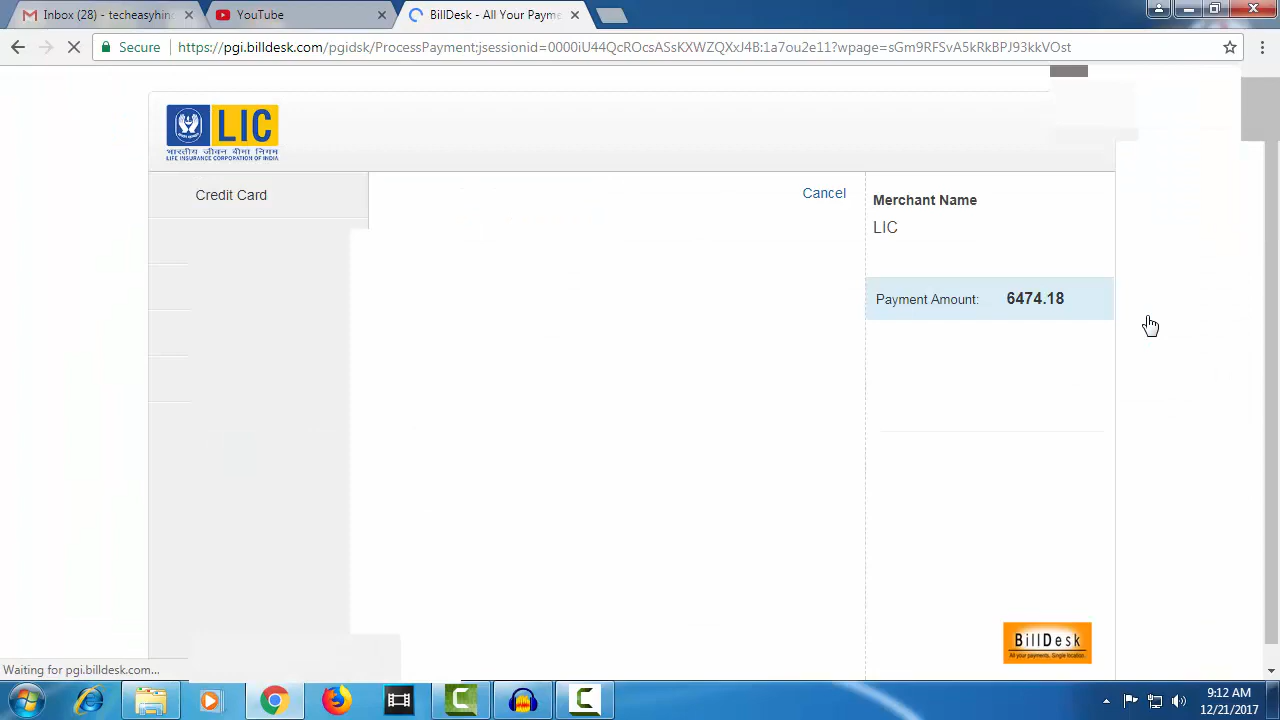 Inbox (28) - techeasyhind
YouTube
BillDesk - All Your Payme
Secure
https://pgi.billdesk.com/pgidsk/ProcessPayment;jsessionid=0000iU44QcROcsASsKXWZQXxJ4B:1a7ouze11?wpage=sGm9RFSvA5kRkBPJ93kkVOst
LIC
भारतीय जीवन बीमा निगम
LIFE INSURANCE CORPORATION OF INDIA
Credit Card
Cancel
Merchant Name
LIC
Payment Amount: 6474.18
BillDesk
All your payments. Single location.
Waiting for pgi.billdesk.com...
9:12 AM
12/21/2017